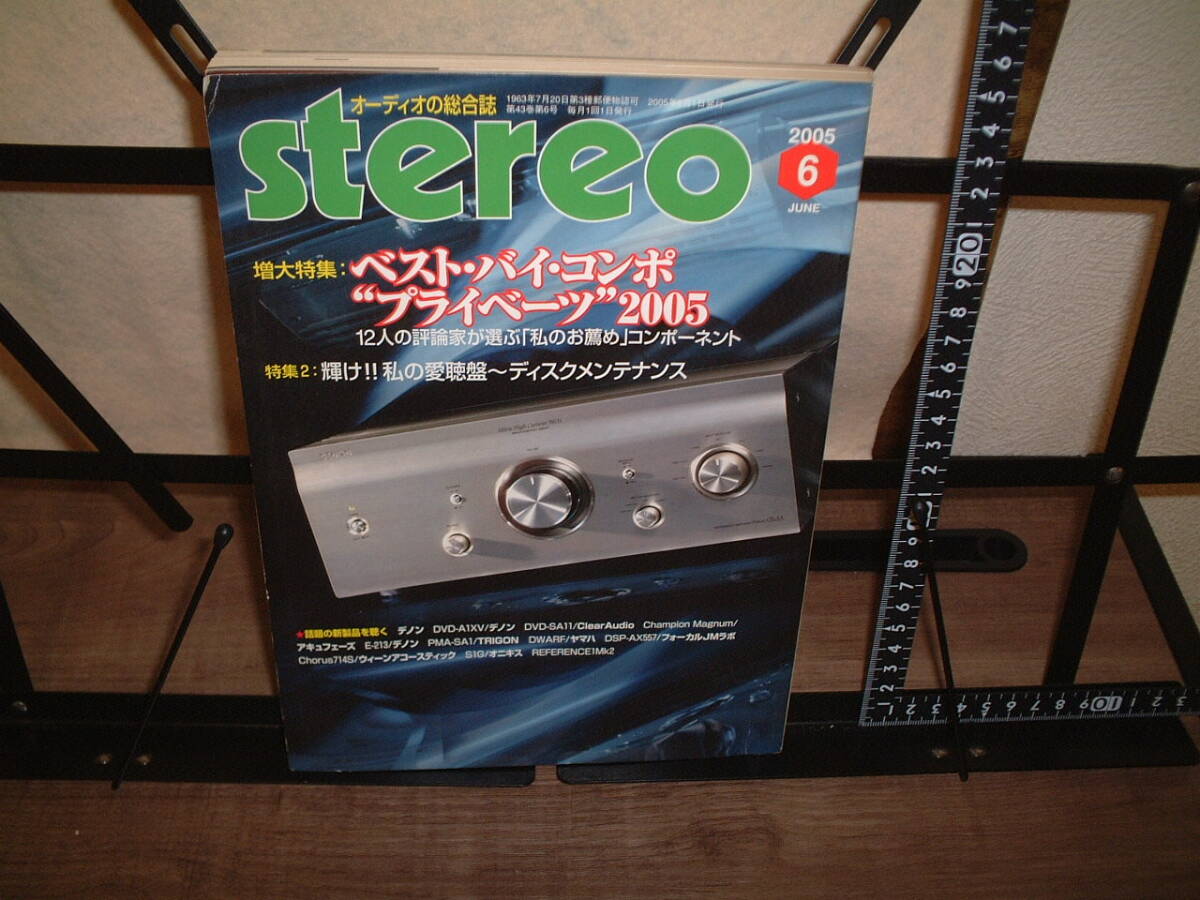 オーディオの総合誌
1963年7月20日第3種郵便物認可
第43巻第6号 毎月1回1日発行
stereo
2005
6
JUNE
増大特集:ベスト・バイ・コンポ
“プライベーツ”2005
12人の評論家が選ぶ「私のお薦め」コンポーネント
特集2:輝け!!私の愛聴盤~ディスクメンテナンス
DENON
★話題の新製品を聴く デノン DVD-A1XV/デノン DVD-SA11/ClearAudio Champion Magnum/
アキュフェーズ E-213/デノン PMA-SA1/TRIGON DWARF/ヤマハ DSP-AX557/フォーカルJMラボ
Chorus714S/ウィーンアコースティック S1G/オニキス REFERENCE1Mk2